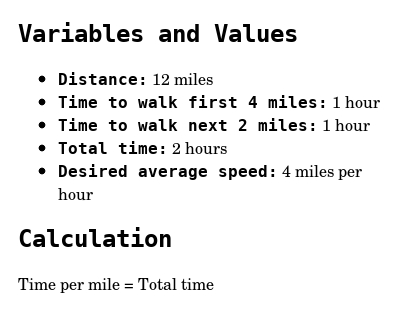 Variables and Values
Distance: 12 miles
Time to walk first 4 miles: 1 hour
Time to walk next 2 miles: 1 hour
Total time: 2 hours
Desired average speed: 4 miles per
hour
Calculation
Time per mile = Total time